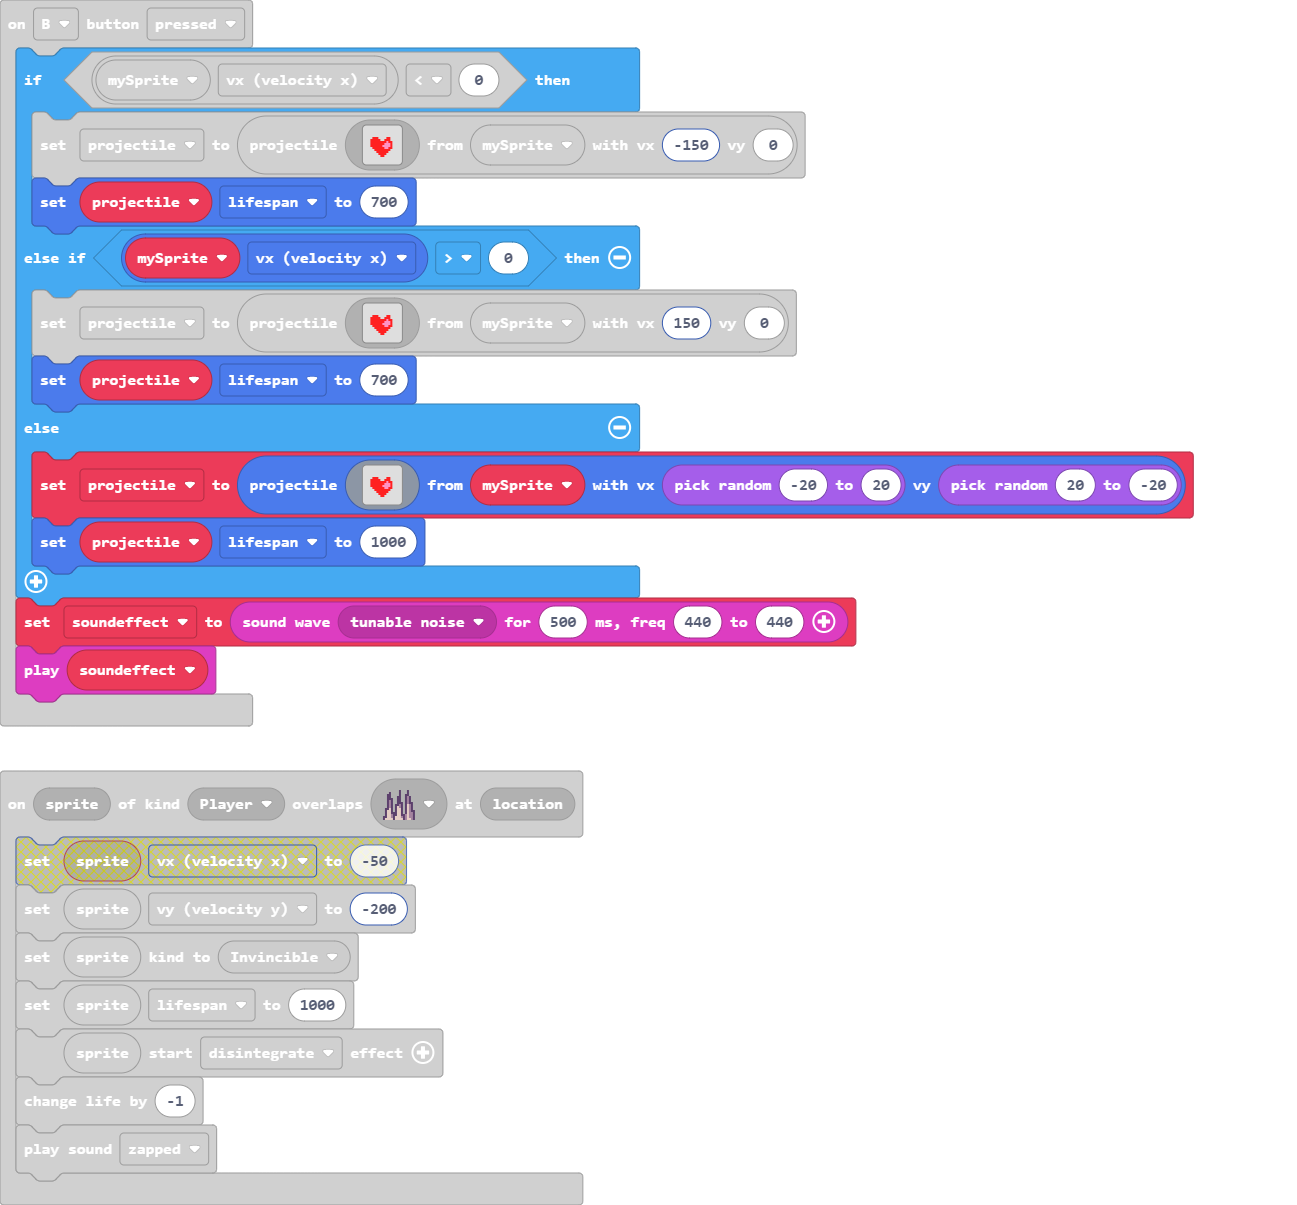 on B button pressed
if mySprite vx (velocity x) < 0 then
set projectile to projectile from mySprite with vx -150 vy 0
set projectile lifespan to 700
else if mySprite vx (velocity x) > 0 then
set projectile to projectile from mySprite with vx 150 vy 0
set projectile lifespan to 700
else
set projectile to projectile from mySprite with vx pick random -20 to 20 vy pick random 20 to -20
set projectile lifespan to 1000
set soundeffect to sound wave tunable noise for 500 ms, freq 440 to 440
play soundeffect
on sprite of kind Player overlaps at location
set sprite vx (velocity x) to -50
set sprite vy (velocity y) to -200
set sprite kind to Invincible
set sprite lifespan to 1000
sprite start disintegrate effect
change life by -1
play sound zapped